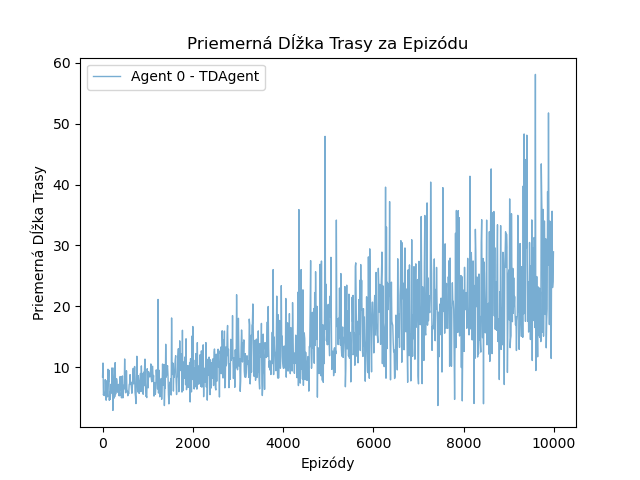 Priemerná Dĺžka Trasy za Epizódu
Agent 0 - TDAgent
Priemerná Dĺžka Trasy
60
50
40
30
20
10
0 2000 4000 6000 8000 10000
Epizódy